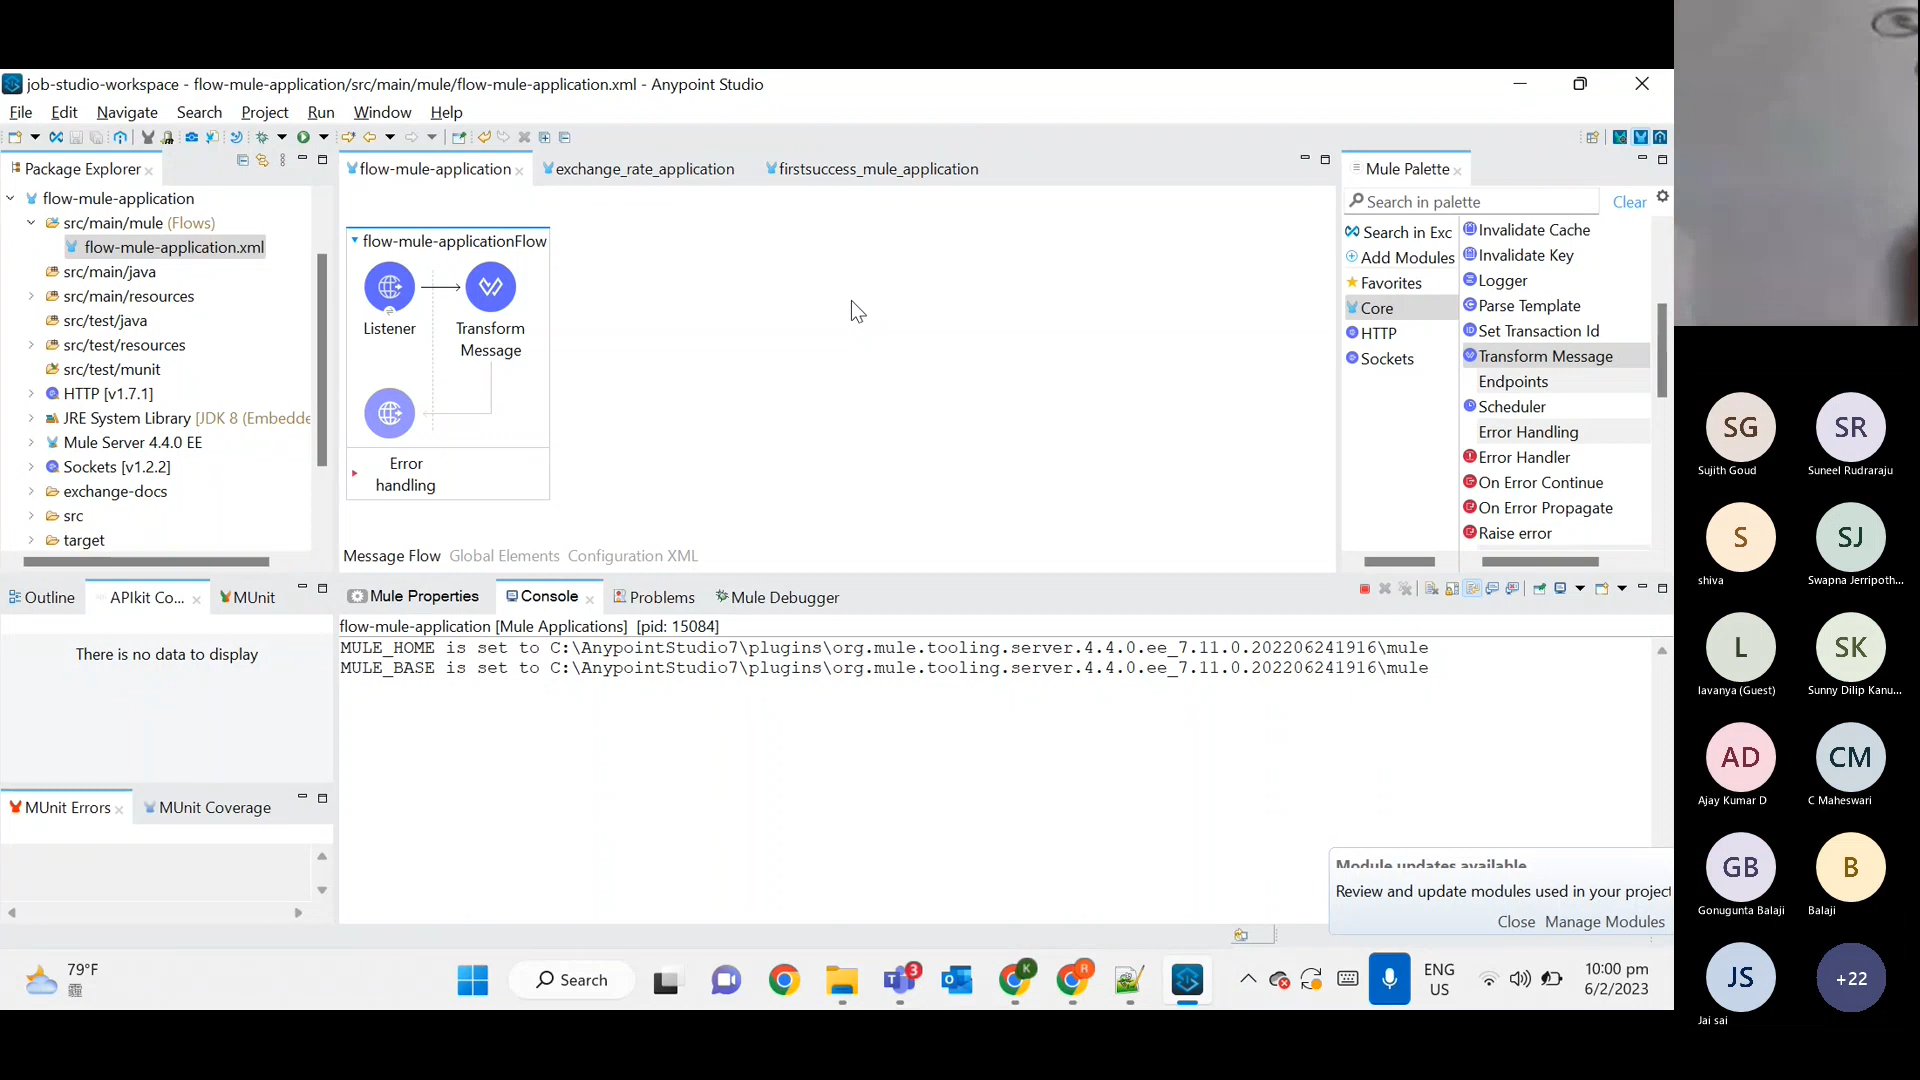 job-studio-workspace - flow-mule-application/src/main/mule/flow-mule-application.xml - Anypoint Studio
File Edit Navigate Search Project Run Window Help
Package Explorer
flow-mule-application
src/main/mule (Flows)
flow-mule-application.xml
src/main/java
src/main/resources
src/test/java
src/test/resources
src/test/munit
HTTP [v1.7.1]
JRE System Library [JDK 8 (Embedde
Mule Server 4.4.0 EE
Sockets [v1.2.2]
exchange-docs
src
target
flow-mule-application exchange_rate_application firstsuccess_mule_application
flow-mule-applicationFlow
Listener
Transform
Message
Error
handling
Message Flow Global Elements Configuration XML
Mule Palette
Search in palette Clear
Search in Exc
Add Modules
Favorites
Core
HTTP
Sockets
Invalidate Cache
Invalidate Key
Logger
Parse Template
Set Transaction Id
Transform Message
Endpoints
Scheduler
Error Handling
Error Handler
On Error Continue
On Error Propagate
Raise error
Outline APIkit Co... MUnit
There is no data to display
MUnit Errors MUnit Coverage
Mule Properties Console Problems Mule Debugger
flow-mule-application [Mule Applications] [pid: 15084]
MULE_HOME is set to C:\AnypointStudio7\plugins\org.mule.tooling.server.4.4.0.ee_7.11.0.202206241916\mule
MULE_BASE is set to C:\AnypointStudio7\plugins\org.mule.tooling.server.4.4.0.ee_7.11.0.202206241916\mule
Module updates available
Review and update modules used in your project
Close Manage Modules
79°F
Search
3
K
R
ENG
US
10:00 pm
6/2/2023
SG SR
Sujith Goud Suneel Rudraraju
S SJ
shiva Swapna Jerripoth...
L SK
lavanya (Guest) Sunny Dilip Kanu...
AD CM
Ajay Kumar D C Maheswari
GB B
Gonugunta Balaji Balaji
JS +22
Jai sai